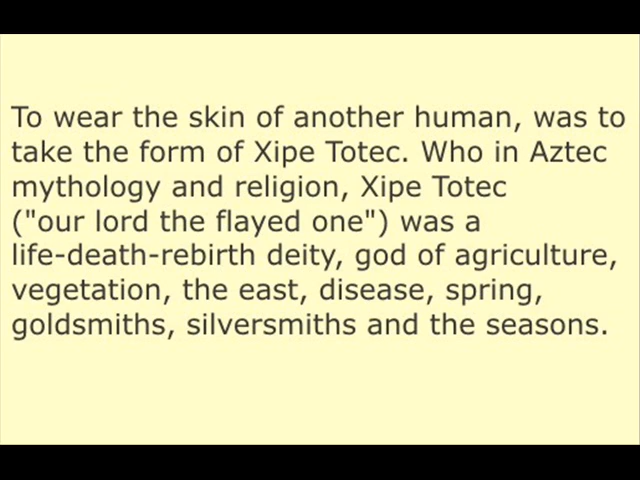 To wear the skin of another human, was to
take the form of Xipe Totec. Who in Aztec
mythology and religion, Xipe Totec
("our lord the flayed one") was a
life-death-rebirth deity, god of agriculture,
vegetation, the east, disease, spring,
goldsmiths, silversmiths and the seasons.